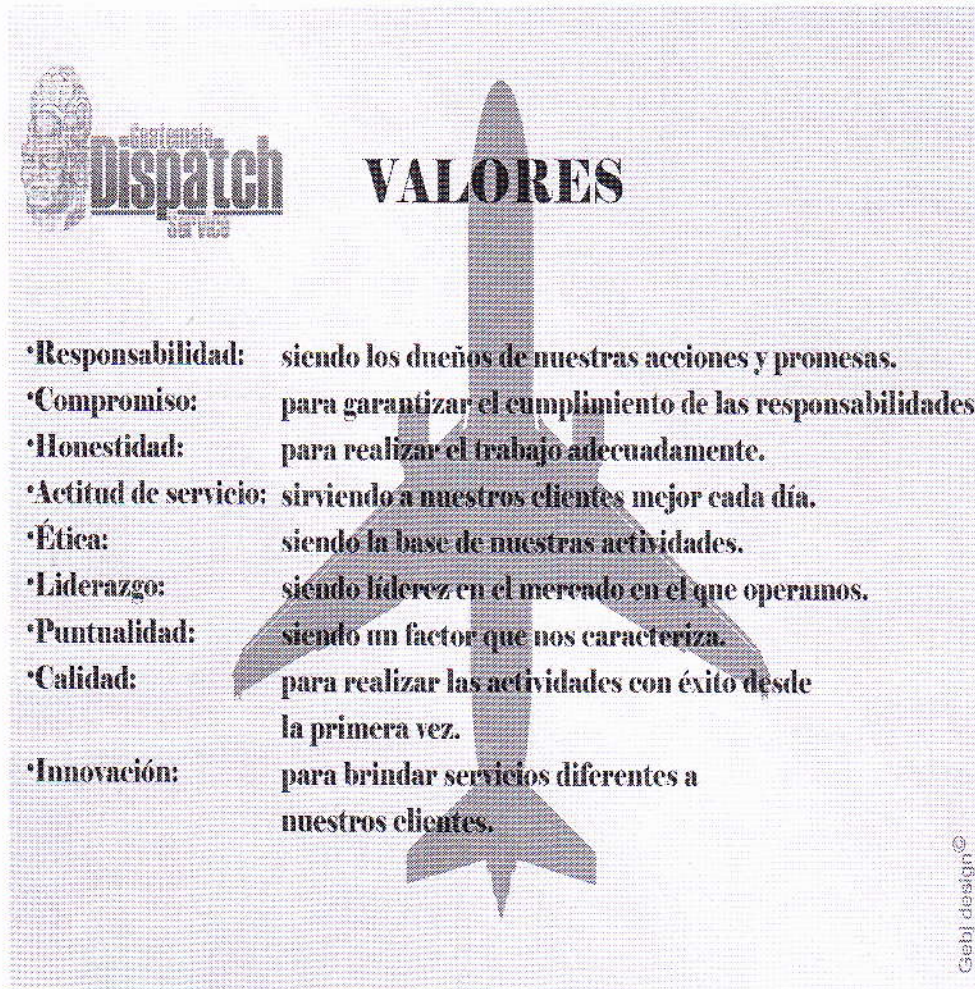 Guatemala
Dispatch
Service
VALORES
•Responsabilidad: siendo los dueños de nuestras acciones y promesas.
•Compromiso: para garantizar el cumplimiento de las responsabilidades
•Honestidad: para realizar el trabajo adecuadamente.
•Actitud de servicio: sirviendo a nuestros clientes mejor cada día.
•Ética: siendo la base de nuestras actividades.
•Liderazgo: siendo líderez en el mercado en el que operamos.
•Puntualidad: siendo un factor que nos caracteriza.
•Calidad: para realizar las actividades con éxito desde
la primera vez.
•Innovación: para brindar servicios diferentes a
nuestros clientes.
design©